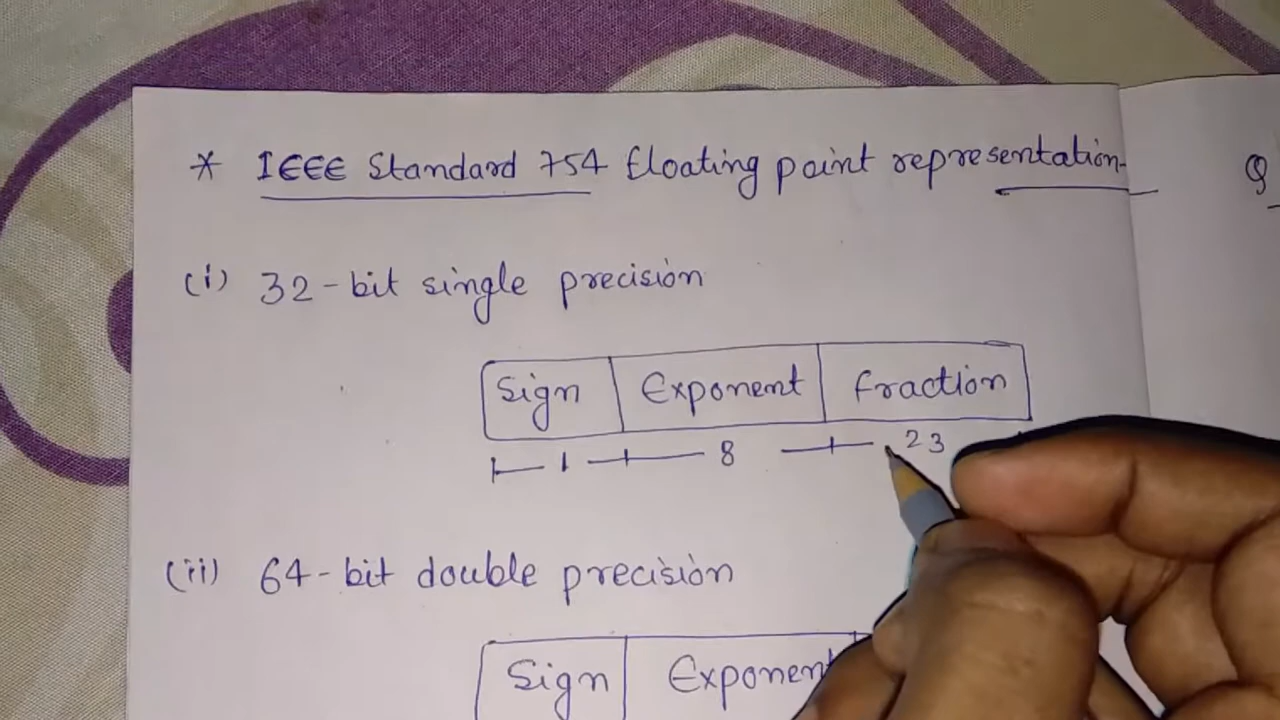 * IEEE Standard 754 floating point representation
Q
(i) 32-bit single precision
Sign Exponent fraction
1 8 23
(ii) 64-bit double precision
Sign Exponent